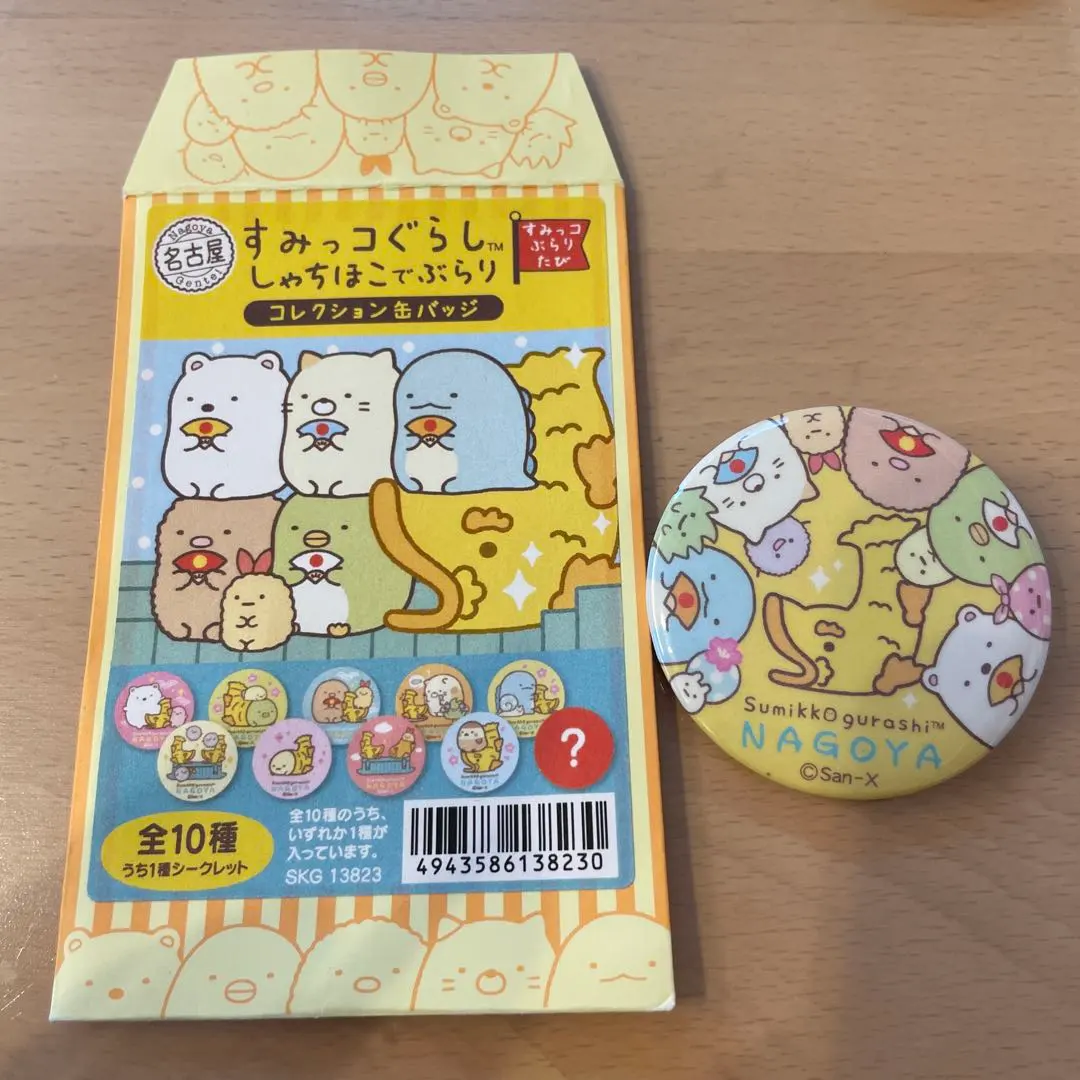 Nagoya
名古屋
Gentei
すみっコぐらし™
しゃちほこでぶらり
すみっコ
ぶらり
たび
コレクション缶バッジ
?
全10種
うち1種シークレット
全10種のうち、
いずれか1種が
入っています。
SKG 13823
4943586138230
Sumikkogurashi™
NAGOYA
©San-x